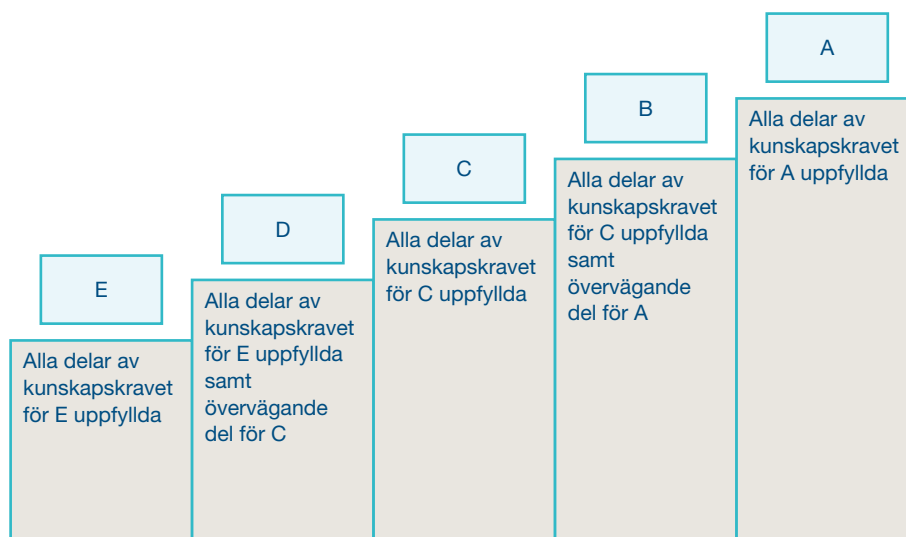 E
Alla delar av
kunskapskravet
för E uppfyllda
D
Alla delar av
kunskapskravet
för E uppfyllda
samt
övervägande
del för C
C
Alla delar av
kunskapskravet
för C uppfyllda
B
Alla delar av
kunskapskravet
för C uppfyllda
samt
övervägande
del för A
A
Alla delar av
kunskapskravet
för A uppfyllda